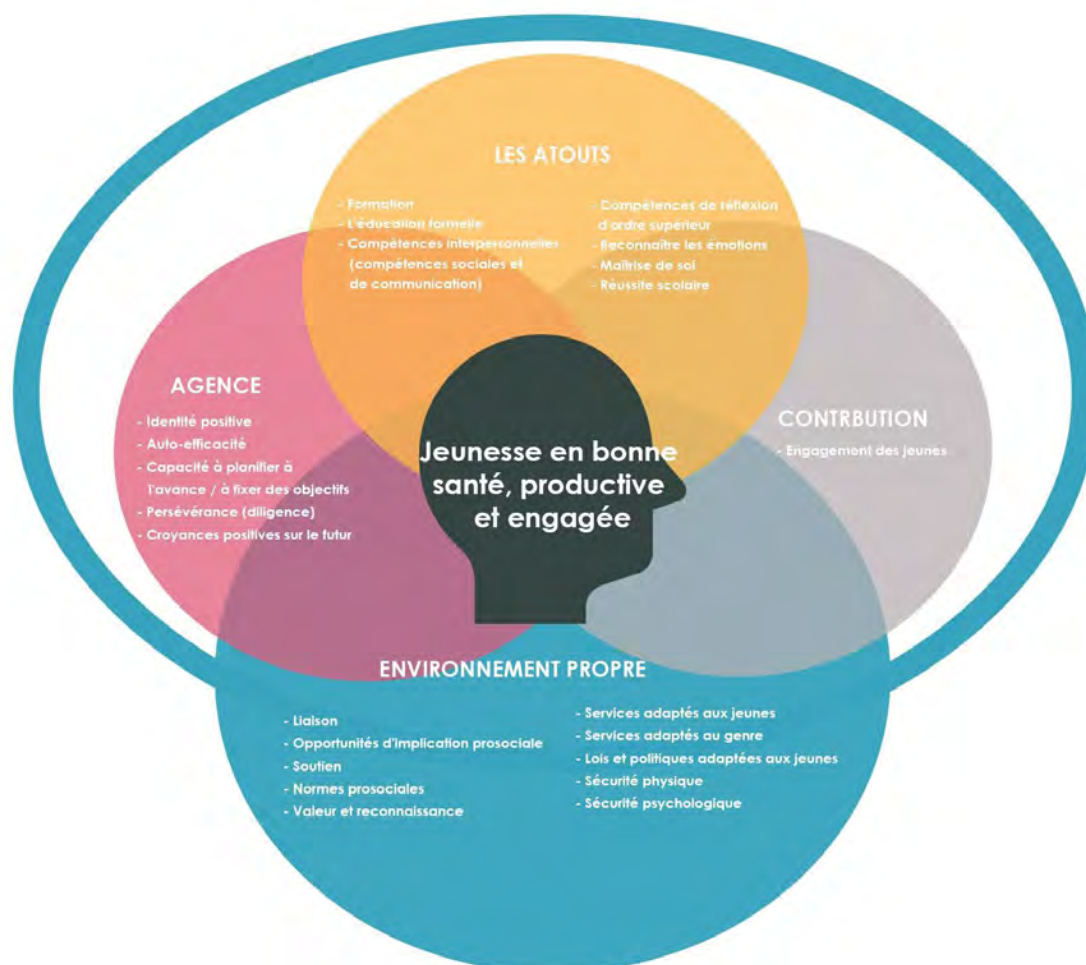 LES ATOUTS
- Formation
- L'éducation formelle
- Compétences interpersonnelles
(compétences sociales et
de communication)
- Compétences de réflexion
d'ordre supérieur
- Reconnaître les émotions
- Maîtrise de soi
- Réussite scolaire
AGENCE
- Identité positive
- Auto-efficacité
- Capacité à planifier à
l'avance / à fixer des objectifs
- Persévérance (diligence)
- Croyances positives sur le futur
Jeunesse en bonne
santé, productive
et engagée
CONTRBUTION
- Engagement des jeunes
ENVIRONNEMENT PROPRE
- Liaison
- Opportunités d'implication prosociale
- Soutien
- Normes prosociales
- Valeur et reconnaissance
- Services adaptés aux jeunes
- Services adaptés au genre
- Lois et politiques adaptées aux jeunes
- Sécurité physique
- Sécurité psychologique